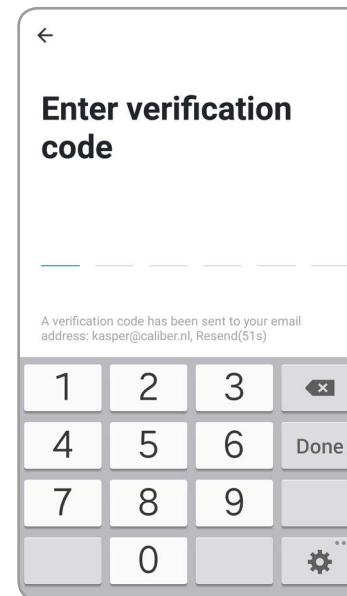 Enter verification
code
A verification code has been sent to your email
address: kasper@caliber.nl, Resend(51s)
1 2 3
4 5 6 Done
7 8 9
0